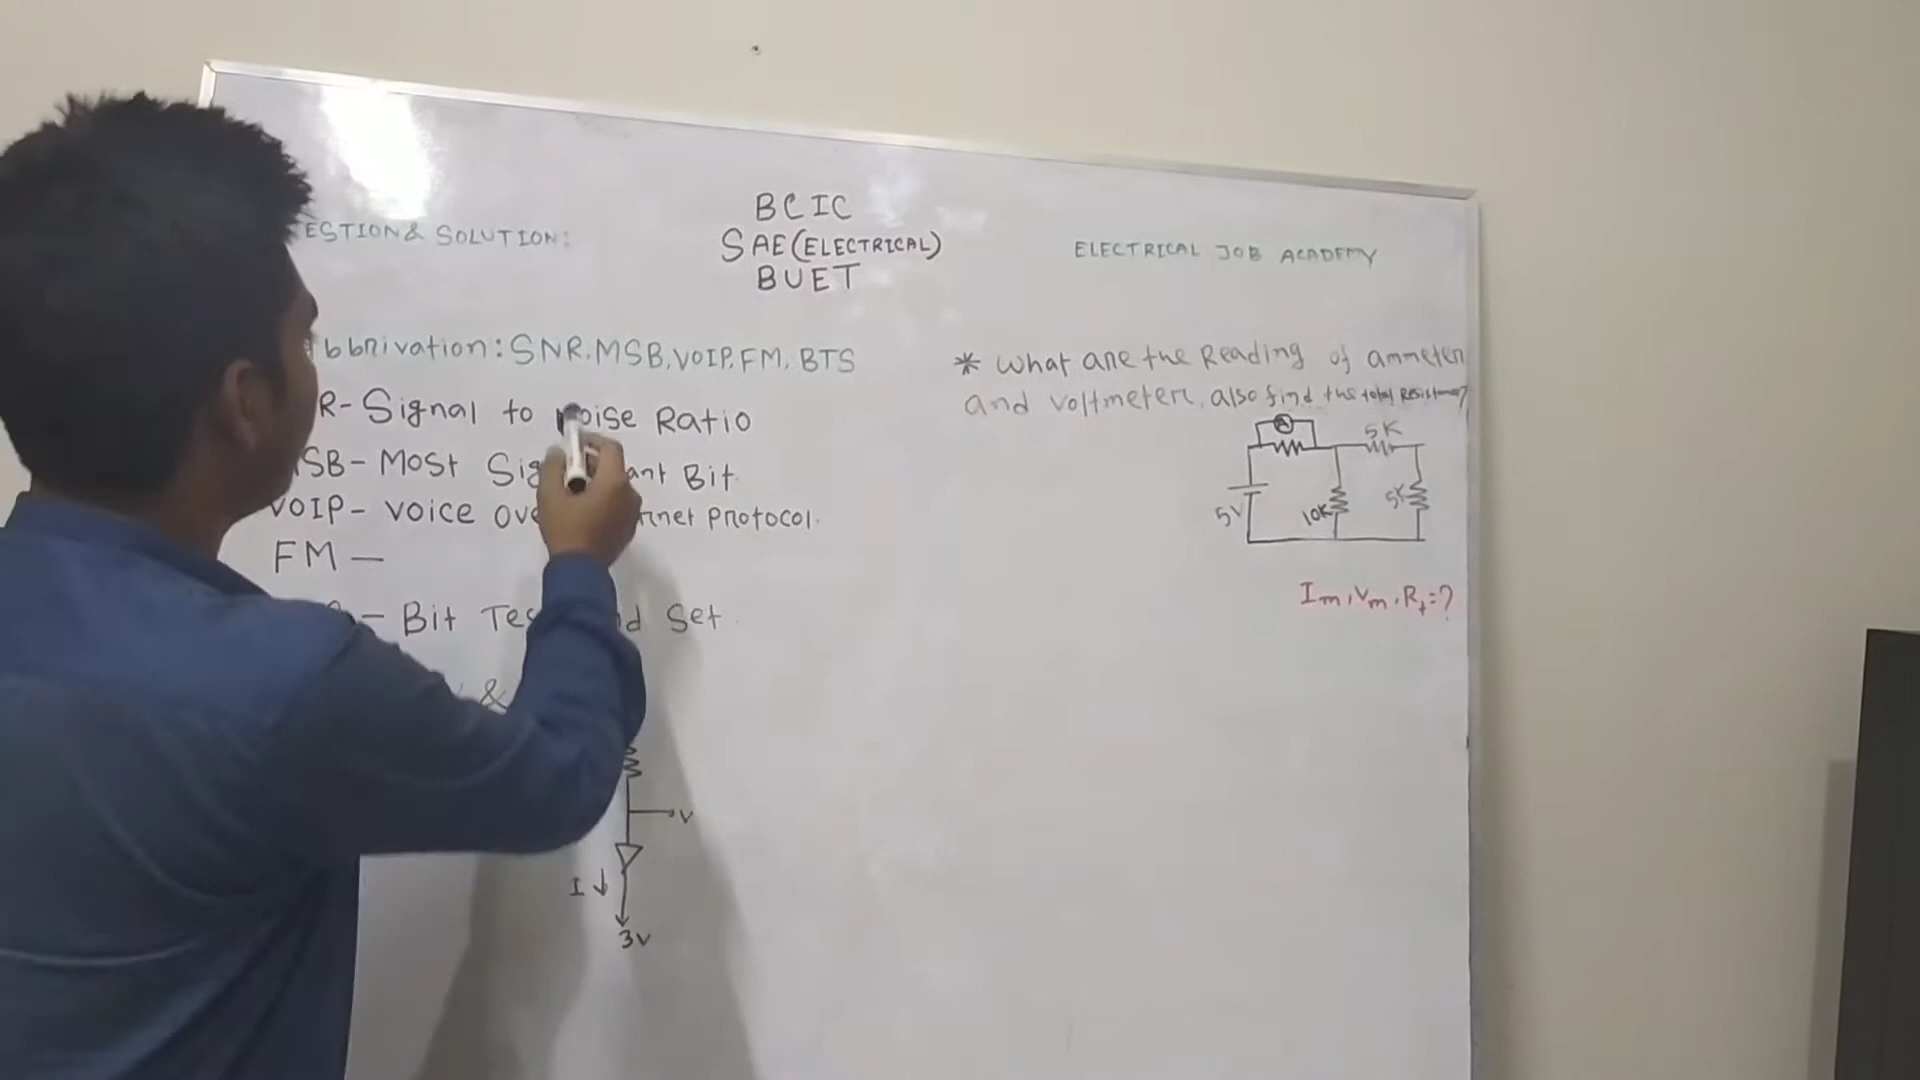 BCIC
ESTION & SOLUTION:
SAE(ELECTRICAL)
ELECTRICAL JOB ACADEMY
BUET
bbrivation: SNR, MSB, VOIP, FM, BTS
R- Signal to Noise Ratio
SB- Most Sig ant Bit.
VOIP- Voice Ove rnet Protocol.
FM —
- Bit Tes d Set.
&
V
I ↓
3V
* What are the Reading of ammeter
and voltmeter, also find the total Resistance?
A
5K
5V
10K
5K
Im, Vm, Rt=?